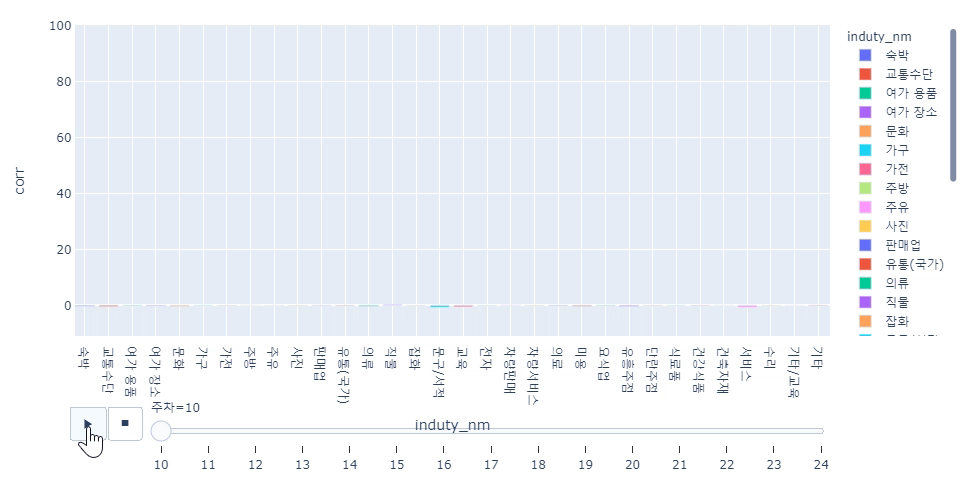 100
80
60
40
20
0
corr
숙박
교통수단
여가 용품
여가 장소
문화
가구
가전
주방
주유
사진
판매업
유통(국가)
의류
직물
잡화
문구/서적
교육
전자
차량판매
차량서비스
의료
미용
요식업
유흥주점
단란주점
식료품
건강식품
건축자재
서비스
수리
기타/교육
기타
induty_nm
주차=10
10
11
12
13
14
15
16
17
18
19
20
21
22
23
24
induty_nm
숙박
교통수단
여가 용품
여가 장소
문화
가구
가전
주방
주유
사진
판매업
유통(국가)
의류
직물
잡화